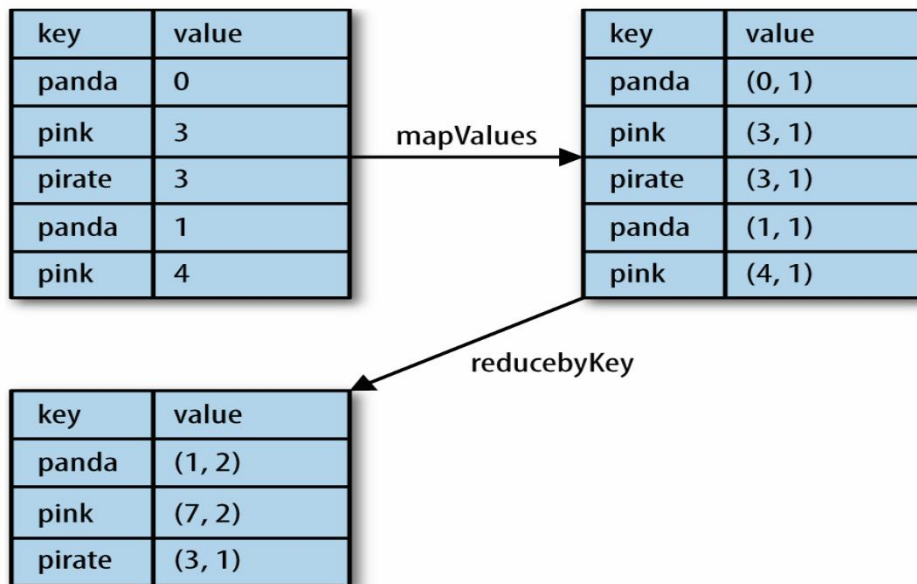 key value
panda 0
pink 3
pirate 3
panda 1
pink 4
mapValues
key value
panda (0, 1)
pink (3, 1)
pirate (3, 1)
panda (1, 1)
pink (4, 1)
reducebyKey
key value
panda (1, 2)
pink (7, 2)
pirate (3, 1)